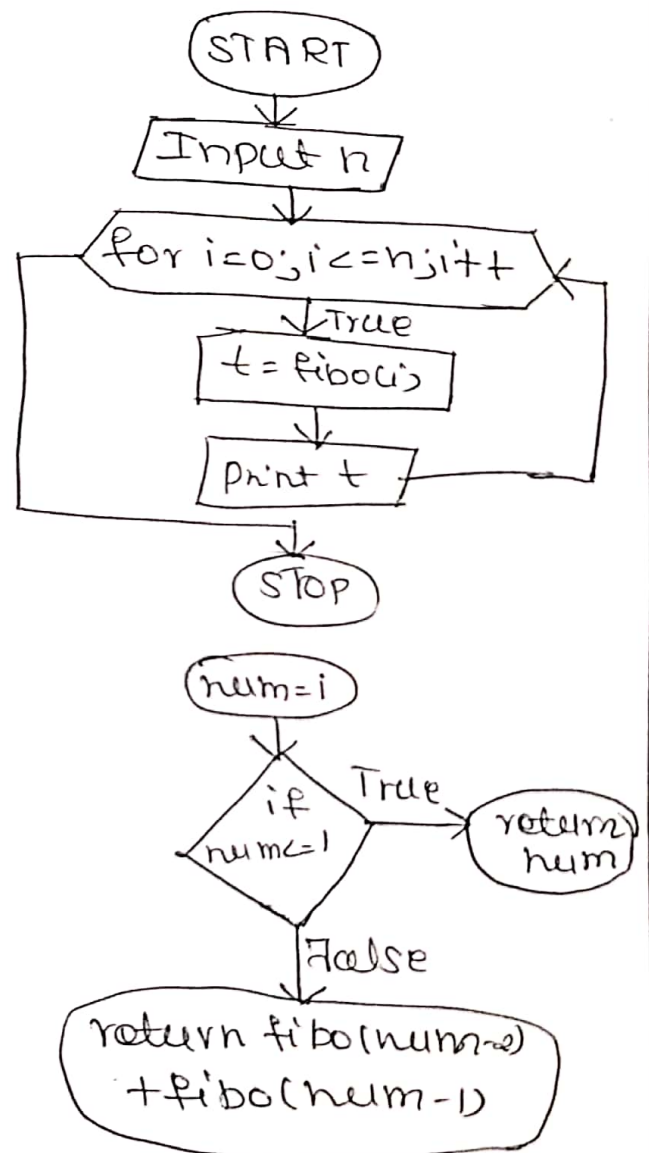 START
Input n
for i=0;i<=n;i++
True
t = fibo(i)
Print t
STOP
num=i
if
num<=1
True
return
num
False
return fibo(num-2)
+fibo(num-1)